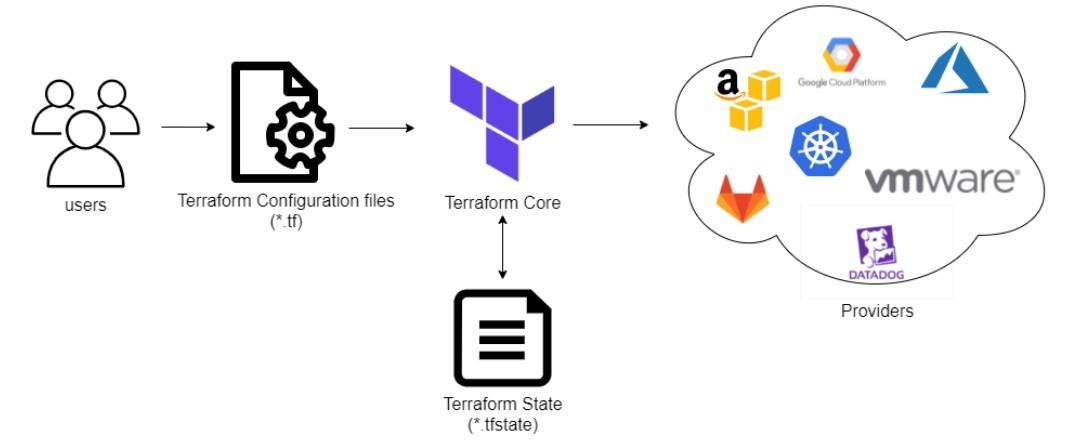 users
Terraform Configuration files
(*.tf)
Terraform Core
Terraform State
(*.tfstate)
a
Google Cloud Platform
vmware®
DATADOG
Providers